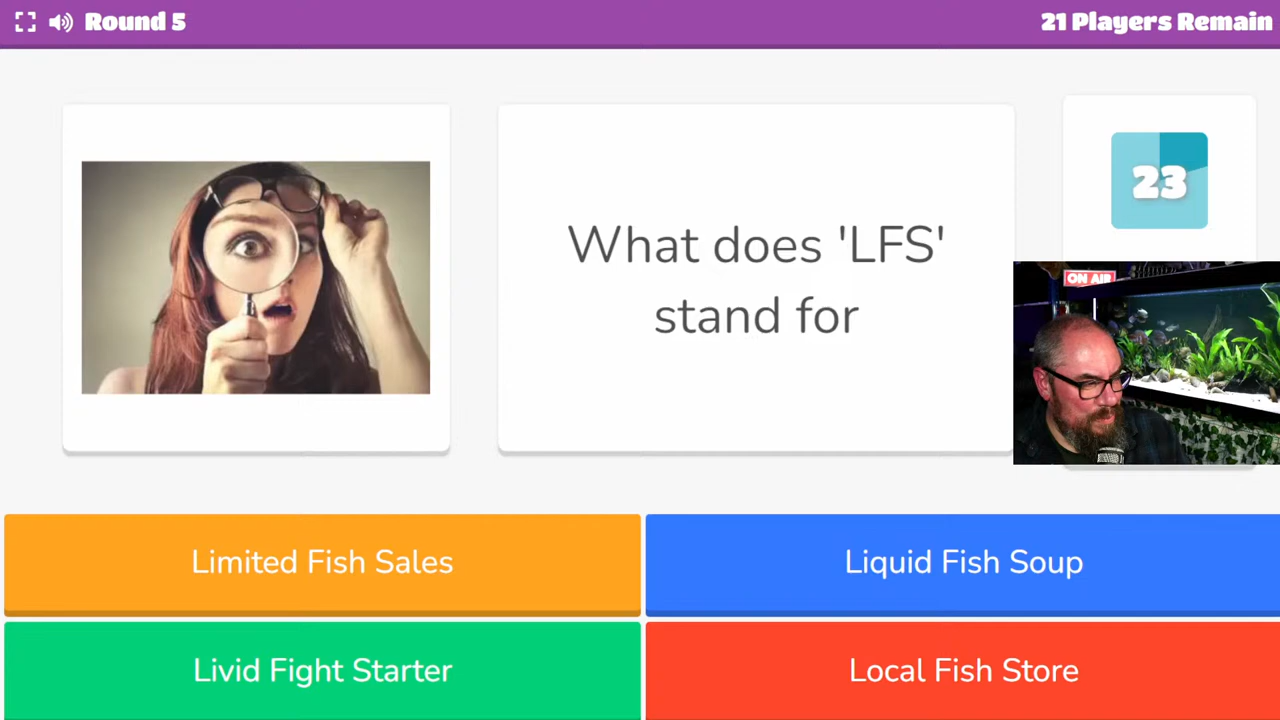 Round 5
21 Players Remain
What does 'LFS'
stand for
23
ON AIR
Limited Fish Sales
Liquid Fish Soup
Livid Fight Starter
Local Fish Store